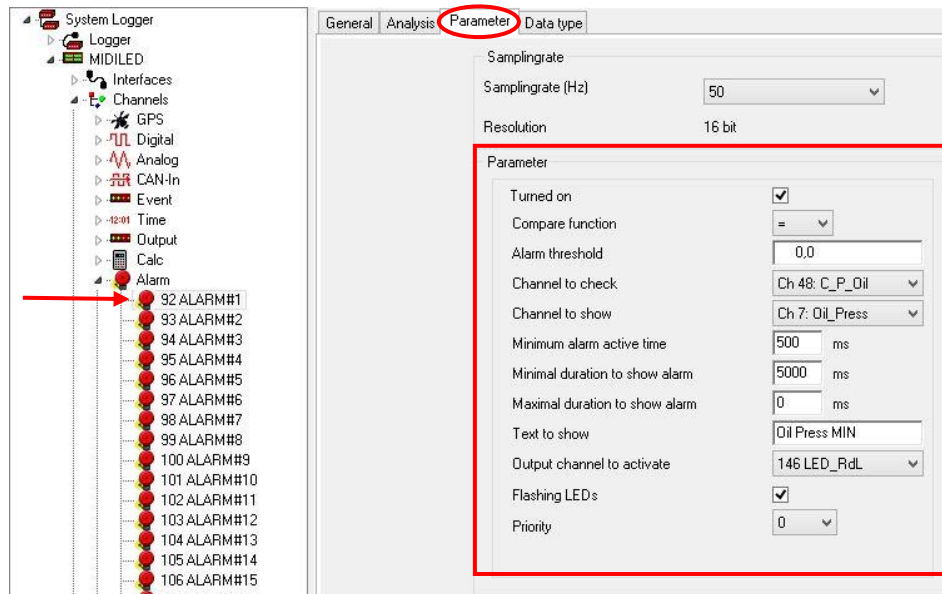 System Logger
Logger
MIDILED
Interfaces
Channels
GPS
Digital
Analog
CAN-In
Event
-12:01 Time
Output
Calc
Alarm
92 ALARM#1
93 ALARM#2
94 ALARM#3
95 ALARM#4
96 ALARM#5
97 ALARM#6
98 ALARM#7
99 ALARM#8
100 ALARM#9
101 ALARM#10
102 ALARM#11
103 ALARM#12
104 ALARM#13
105 ALARM#14
106 ALARM#15
General Analysis Parameter Data type
Samplingrate
Samplingrate (Hz) 50
Resolution 16 bit
Parameter
Turned on
Compare function =
Alarm threshold 0,0
Channel to check Ch 48: C_P_Oil
Channel to show Ch 7: Oil_Press
Minimum alarm active time 500 ms
Minimal duration to show alarm 5000 ms
Maximal duration to show alarm 0 ms
Text to show Oil Press MIN
Output channel to activate 146 LED_RdL
Flashing LEDs
Priority 0